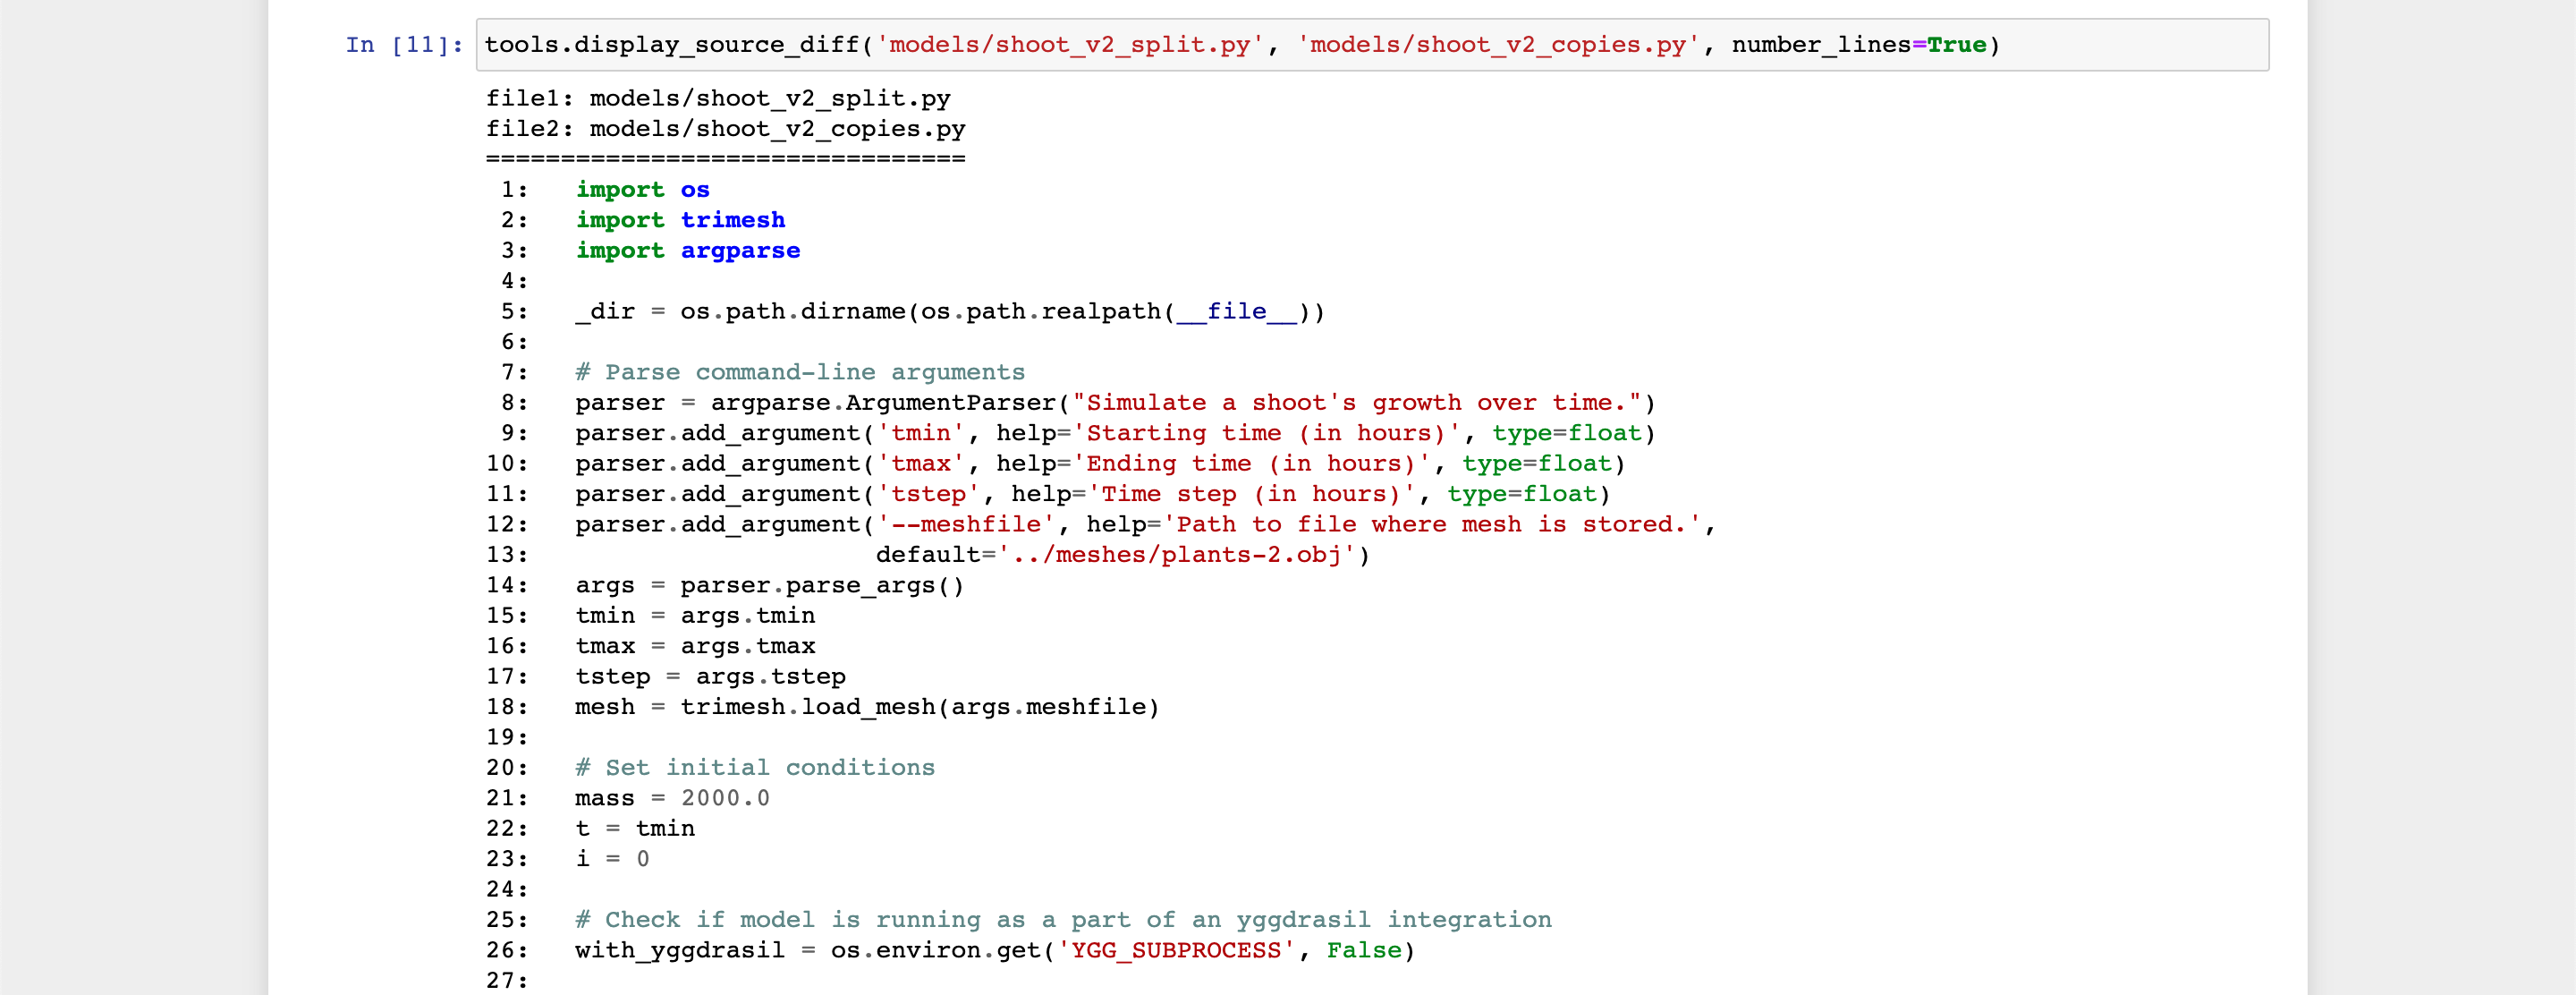 In [11]: tools.display_source_diff('models/shoot_v2_split.py', 'models/shoot_v2_copies.py', number_lines=True)
file1: models/shoot_v2_split.py
file2: models/shoot_v2_copies.py
================================
 1:   import os
 2:   import trimesh
 3:   import argparse
 4:
 5:   _dir = os.path.dirname(os.path.realpath(__file__))
 6:
 7:   # Parse command-line arguments
 8:   parser = argparse.ArgumentParser("Simulate a shoot's growth over time.")
 9:   parser.add_argument('tmin', help='Starting time (in hours)', type=float)
10:   parser.add_argument('tmax', help='Ending time (in hours)', type=float)
11:   parser.add_argument('tstep', help='Time step (in hours)', type=float)
12:   parser.add_argument('--meshfile', help='Path to file where mesh is stored.',
13:                       default='../meshes/plants-2.obj')
14:   args = parser.parse_args()
15:   tmin = args.tmin
16:   tmax = args.tmax
17:   tstep = args.tstep
18:   mesh = trimesh.load_mesh(args.meshfile)
19:
20:   # Set initial conditions
21:   mass = 2000.0
22:   t = tmin
23:   i = 0
24:
25:   # Check if model is running as a part of an yggdrasil integration
26:   with_yggdrasil = os.environ.get('YGG_SUBPROCESS', False)
27: